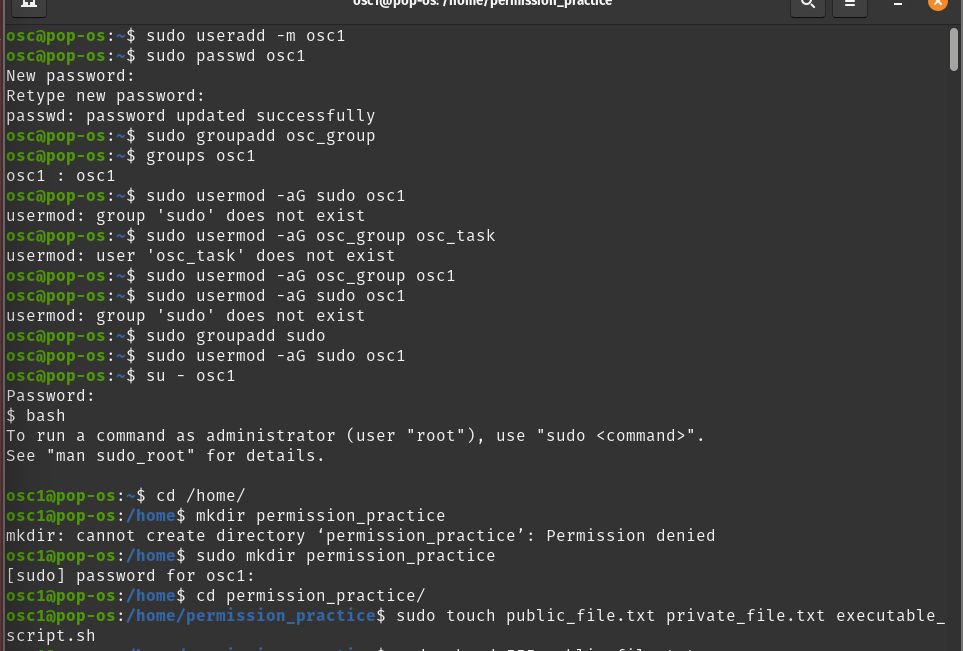 osc1@pop-os: /home/permission_practice
osc@pop-os:~$ sudo useradd -m osc1
osc@pop-os:~$ sudo passwd osc1
New password:
Retype new password:
passwd: password updated successfully
osc@pop-os:~$ sudo groupadd osc_group
osc@pop-os:~$ groups osc1
osc1 : osc1
osc@pop-os:~$ sudo usermod -aG sudo osc1
usermod: group 'sudo' does not exist
osc@pop-os:~$ sudo usermod -aG osc_group osc_task
usermod: user 'osc_task' does not exist
osc@pop-os:~$ sudo usermod -aG osc_group osc1
osc@pop-os:~$ sudo usermod -aG sudo osc1
usermod: group 'sudo' does not exist
osc@pop-os:~$ sudo groupadd sudo
osc@pop-os:~$ sudo usermod -aG sudo osc1
osc@pop-os:~$ su - osc1
Password:
$ bash
To run a command as administrator (user "root"), use "sudo <command>".
See "man sudo_root" for details.
osc1@pop-os:~$ cd /home/
osc1@pop-os:/home$ mkdir permission_practice
mkdir: cannot create directory ‘permission_practice’: Permission denied
osc1@pop-os:/home$ sudo mkdir permission_practice
[sudo] password for osc1:
osc1@pop-os:/home$ cd permission_practice/
osc1@pop-os:/home/permission_practice$ sudo touch public_file.txt private_file.txt executable_
script.sh